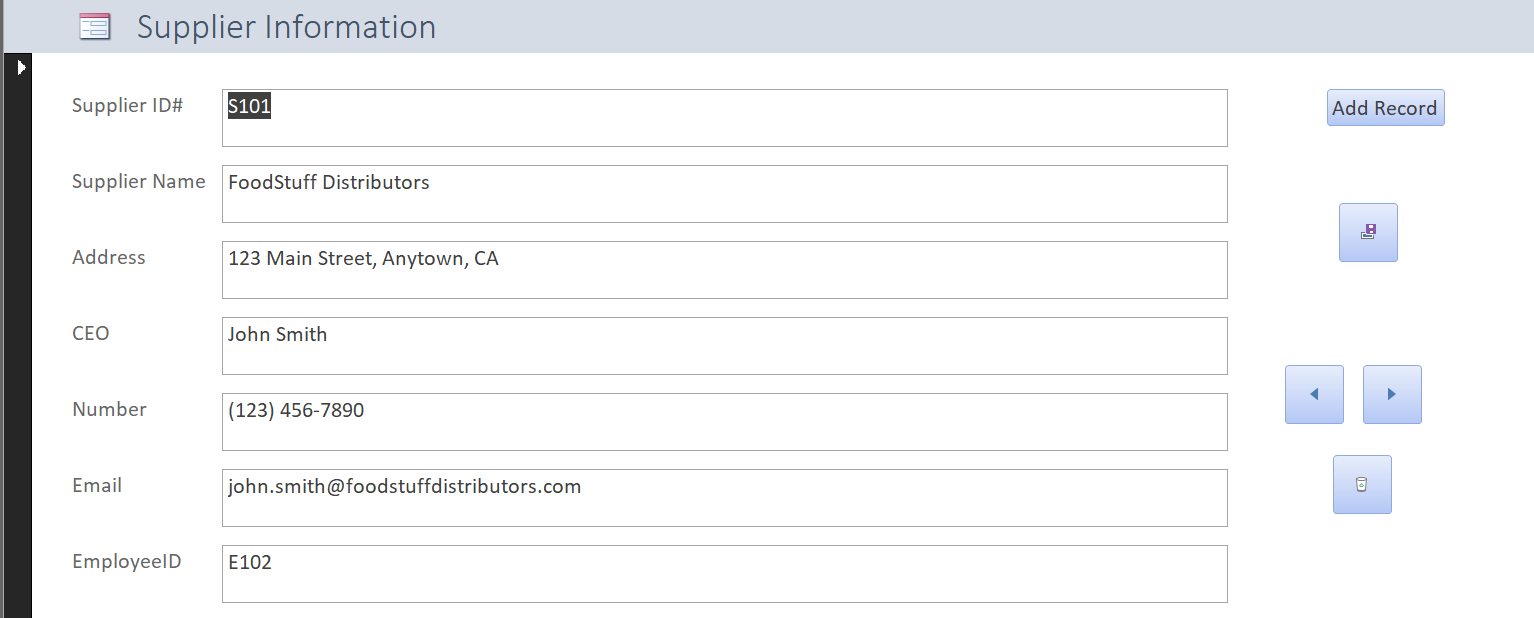 Supplier Information
Supplier ID# S101
Add Record
Supplier Name FoodStuff Distributors
Address 123 Main Street, Anytown, CA
CEO John Smith
Number (123) 456-7890
Email john.smith@foodstuffdistributors.com
EmployeeID E102